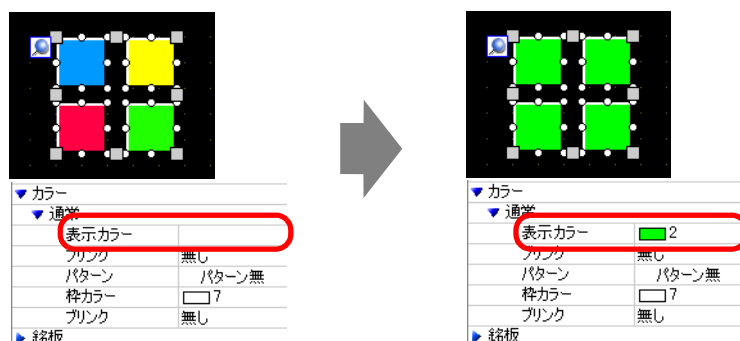 ▼ カラー
▼ 通常
表示カラー
ブリンク 無し
パターン パターン無
枠カラー 7
ブリンク 無し
▶ 銘板
▼ カラー
▼ 通常
表示カラー 2
ブリンク 無し
パターン パターン無
枠カラー 7
ブリンク 無し
▶ 銘板